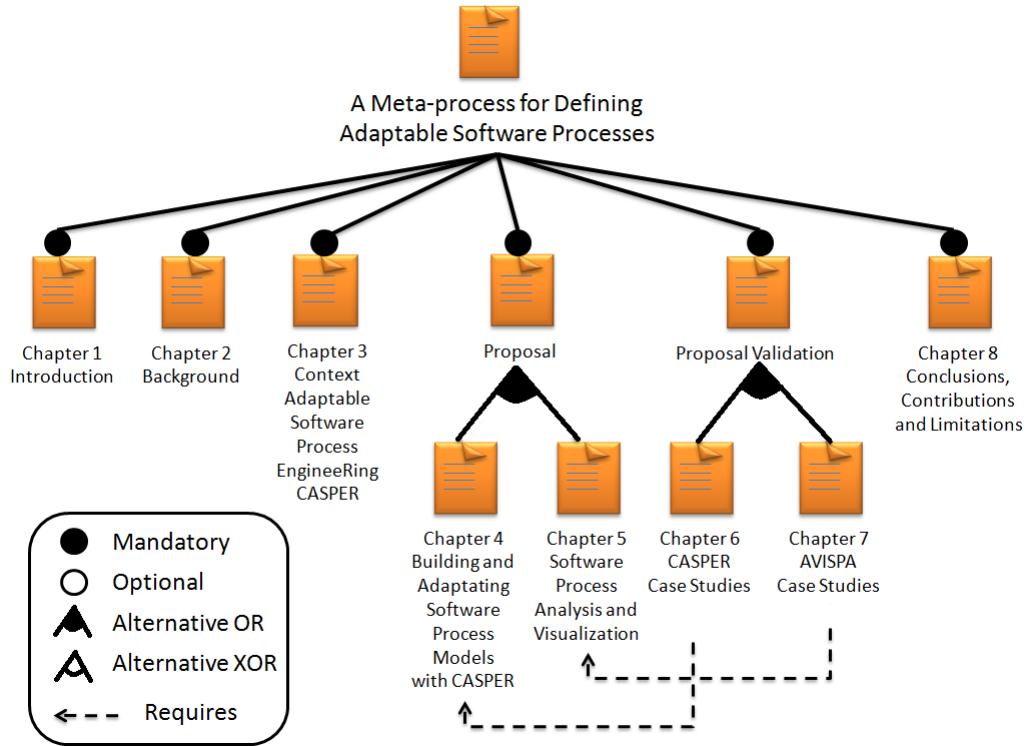 A Meta-process for Defining
Adaptable Software Processes
Chapter 1
Introduction
Chapter 2
Background
Chapter 3
Context
Adaptable
Software
Process
EngineeRing
CASPER
Proposal
Proposal Validation
Chapter 8
Conclusions,
Contributions
and Limitations
Chapter 4
Building and
Adaptating
Software
Process
Models
with CASPER
Chapter 5
Software
Process
Analysis and
Visualization
Chapter 6
CASPER
Case Studies
Chapter 7
AVISPA
Case Studies
Mandatory
Optional
Alternative OR
Alternative XOR
Requires